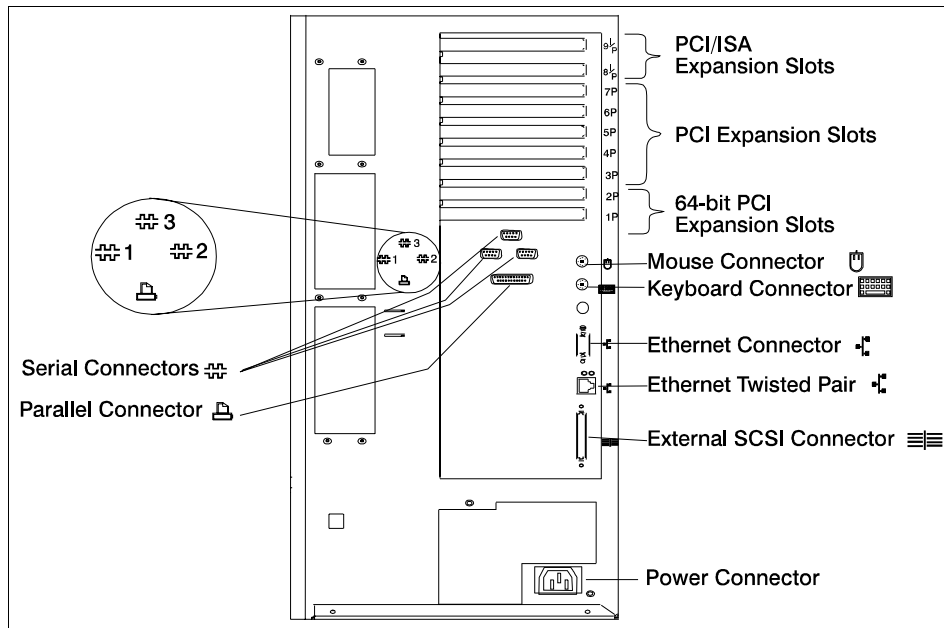 9 I/P
8 I/P
7P
6P
5P
4P
3P
2P
1P
PCI/ISA
Expansion Slots
PCI Expansion Slots
64-bit PCI
Expansion Slots
3
1
2
3
1
2
Mouse Connector
Keyboard Connector
Ethernet Connector
Ethernet Twisted Pair
External SCSI Connector
Serial Connectors
Parallel Connector
Power Connector